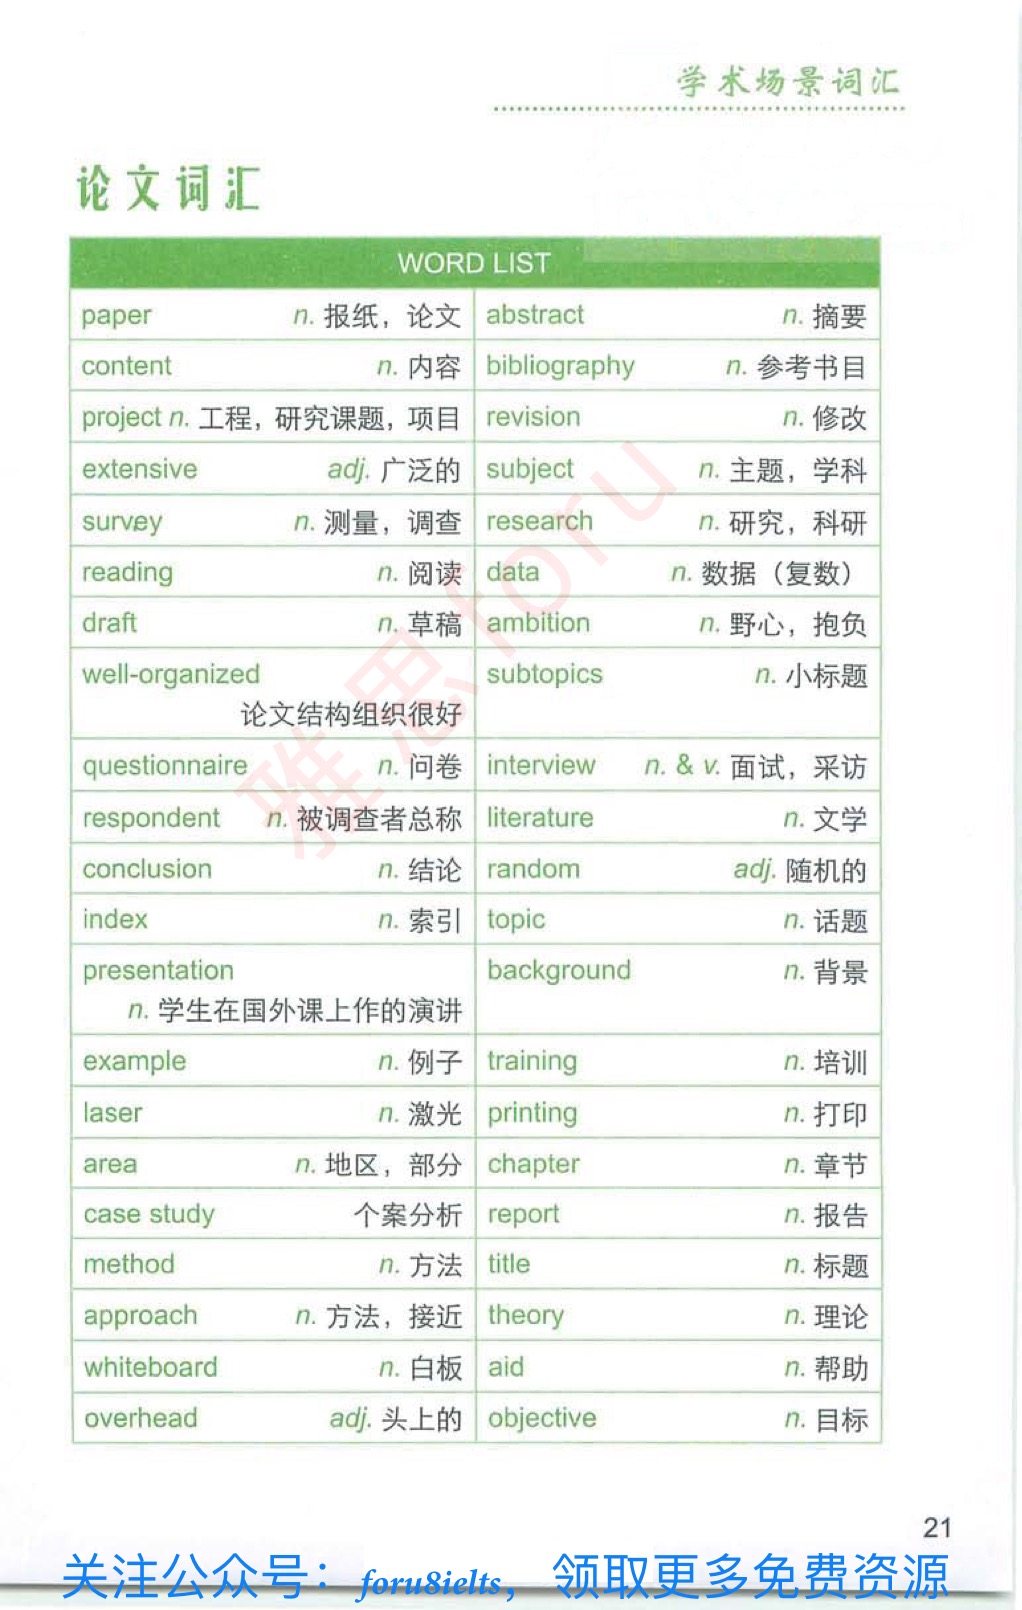 学术场景词汇
论文词汇
WORD LIST
paper n. 报纸，论文
abstract n. 摘要
content n. 内容
bibliography n. 参考书目
project n. 工程，研究课题，项目
revision n. 修改
extensive adj. 广泛的
subject n. 主题，学科
survey n. 测量，调查
research n. 研究，科研
reading n. 阅读
data n. 数据（复数）
draft n. 草稿
ambition n. 野心，抱负
well-organized
论文结构组织很好
subtopics n. 小标题
questionnaire n. 问卷
interview n. & v. 面试，采访
respondent n. 被调查者总称
literature n. 文学
conclusion n. 结论
random adj. 随机的
index n. 索引
topic n. 话题
presentation
n. 学生在国外课上作的演讲
background n. 背景
example n. 例子
training n. 培训
laser n. 激光
printing n. 打印
area n. 地区，部分
chapter n. 章节
case study 个案分析
report n. 报告
method n. 方法
title n. 标题
approach n. 方法，接近
theory n. 理论
whiteboard n. 白板
aid n. 帮助
overhead adj. 头上的
objective n. 目标
雅思foru
21
关注公众号：foru8ielts，领取更多免费资源